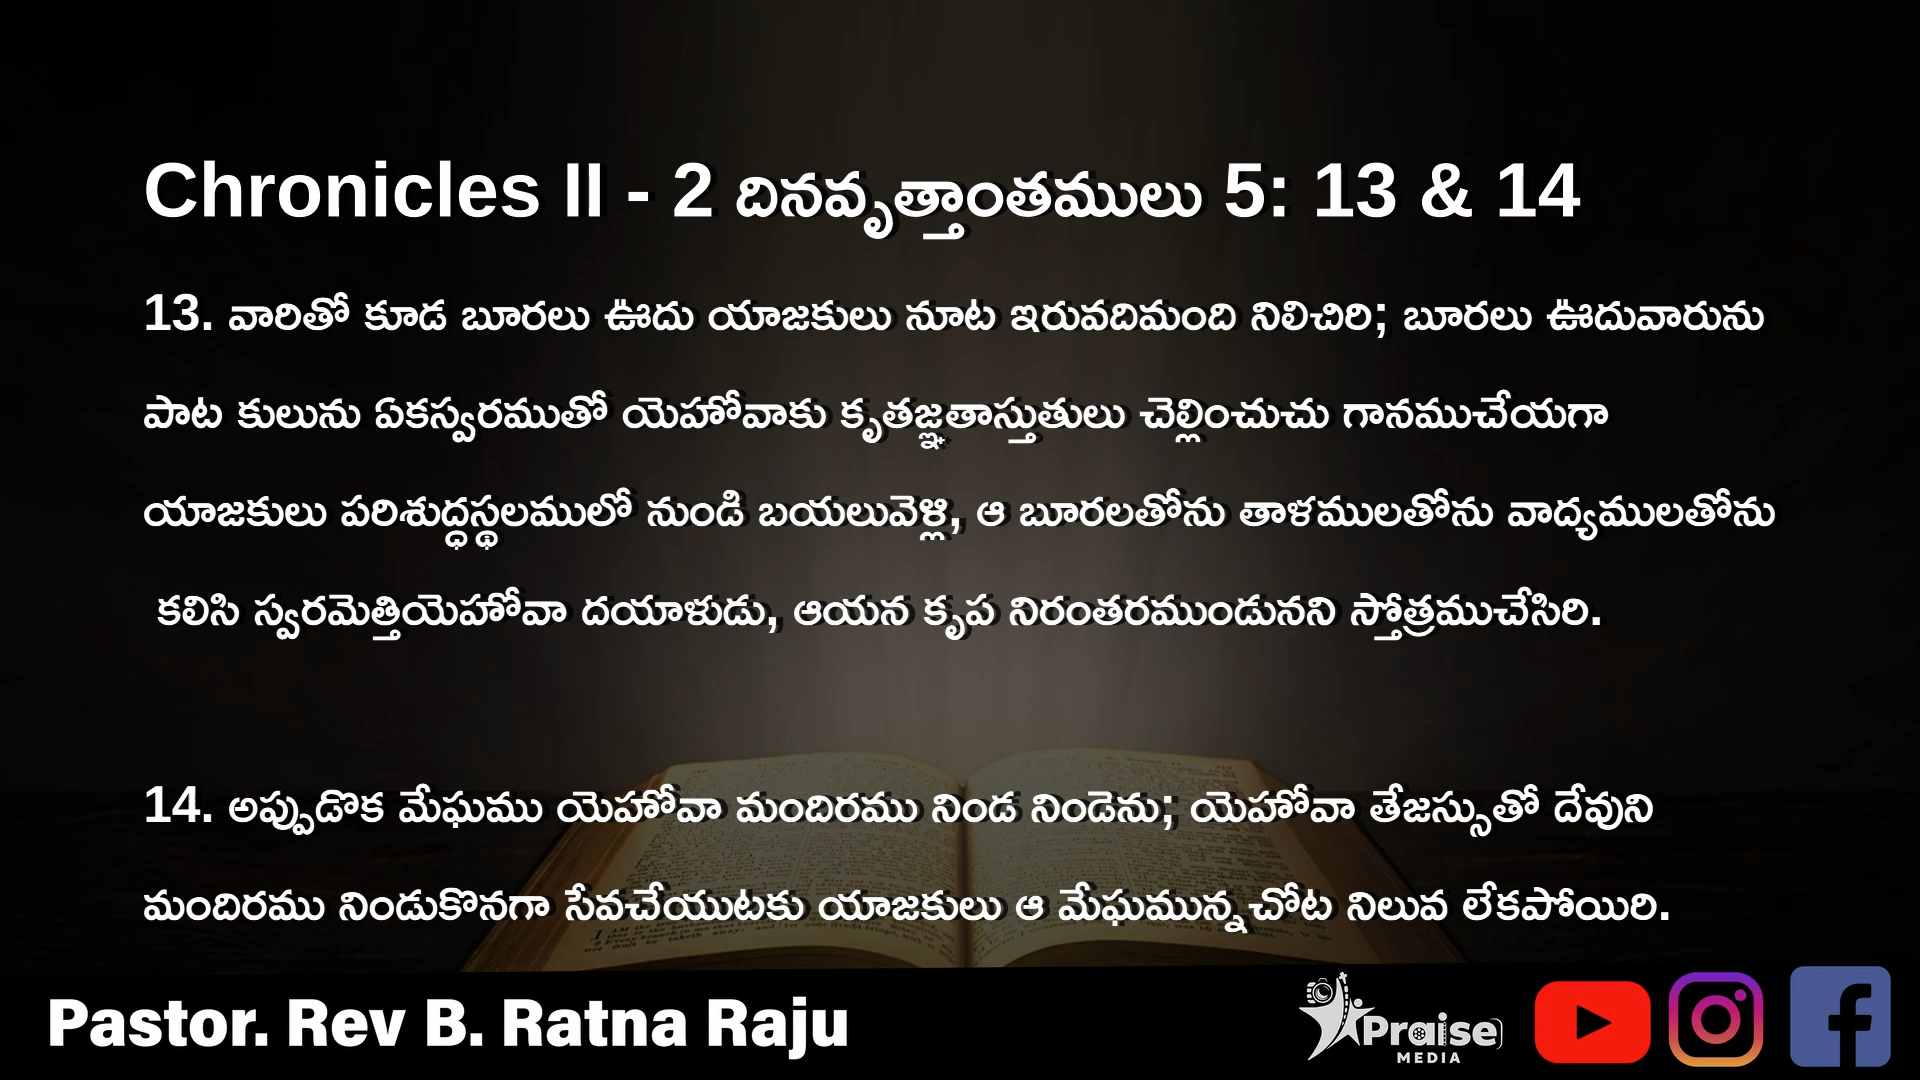 Chronicles II - 2 దినవృత్తాంతములు 5: 13 & 14
13. వారితో కూడ బూరలు ఊదు యాజకులు నూట ఇరువదిమంది నిలిచిరి; బూరలు ఊదువారును
పాట కులును ఏకస్వరముతో యెహోవాకు కృతజ్ఞతాస్తుతులు చెల్లించుచు గానముచేయగా
యాజకులు పరిశుద్ధస్థలములో నుండి బయలువెళ్లి, ఆ బూరలతోను తాళములతోను వాద్యములతోను
కలిసి స్వరమెత్తియెహోవా దయాళుడు, ఆయన కృప నిరంతరముండునని స్తోత్రముచేసిరి.
14. అప్పుడొక మేఘము యెహోవా మందిరము నిండ నిండెను; యెహోవా తేజస్సుతో దేవుని
మందిరము నిండుకొనగా సేవచేయుటకు యాజకులు ఆ మేఘమున్నచోట నిలువ లేకపోయిరి.
Pastor. Rev B. Ratna Raju
Praise
MEDIA